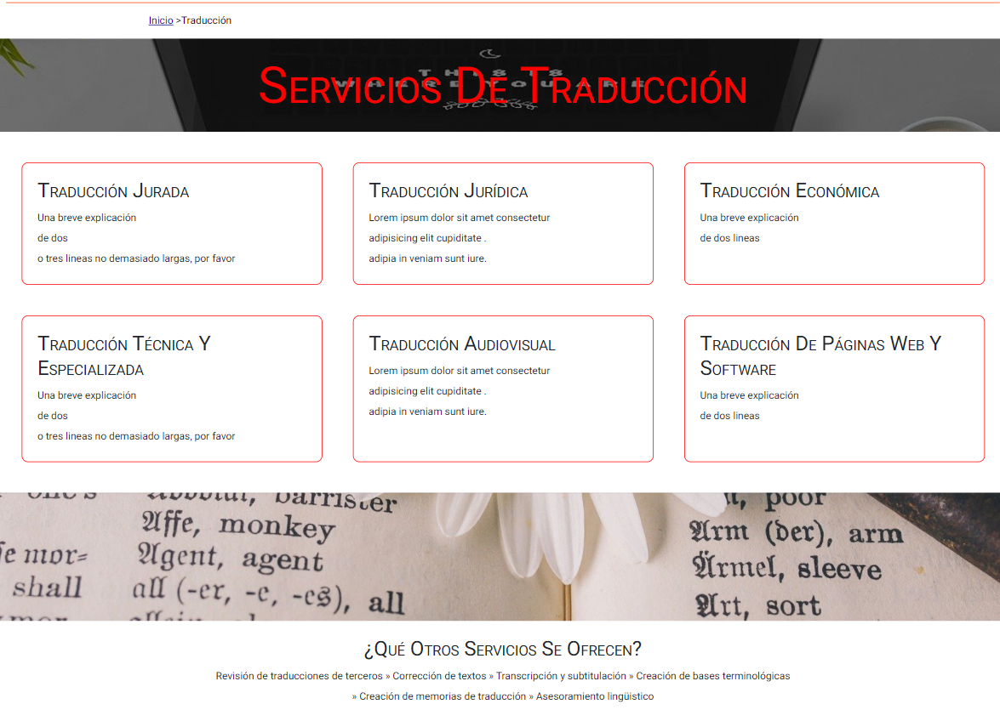 Inicio >Traducción
THIS IS
WHERE YOU ARE
Servicios De Traducción
Traducción Jurada
Una breve explicación
de dos
o tres lineas no demasiado largas, por favor
Traducción Jurídica
Lorem ipsum dolor sit amet consectetur
adipisicing elit cupiditate .
adipia in veniam sunt iure.
Traducción Económica
Una breve explicación
de dos lineas
Traducción Técnica Y
Especializada
Una breve explicación
de dos
o tres lineas no demasiado largas, por favor
Traducción Audiovisual
Lorem ipsum dolor sit amet consectetur
adipisicing elit cupiditate .
adipia in veniam sunt iure.
Traducción De Páginas Web Y
Software
Una breve explicación
de dos lineas
shall
barrister
Affe, monkey
Agent, agent
all (-er, -e, -es), all
poor
Arm (der), arm
Ärmel, sleeve
Art, sort
¿Qué Otros Servicios Se Ofrecen?
Revisión de traducciones de terceros » Corrección de textos » Transcripción y subtitulación » Creación de bases terminológicas
» Creación de memorias de traducción » Asesoramiento lingüistico